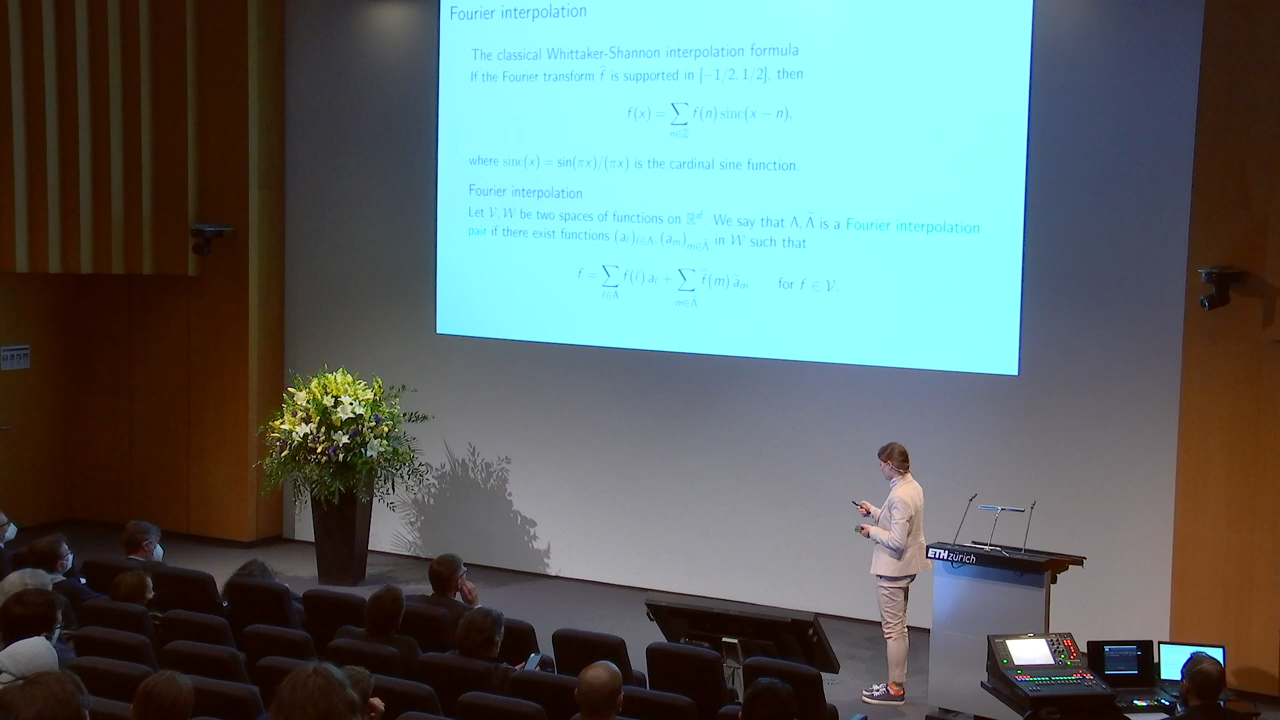 Fourier interpolation
The classical Whittaker-Shannon interpolation formula
If the Fourier transform f̂ is supported in [−1/2, 1/2], then
f(x) = ∑_{n∈ℤ} f(n) sinc(x − n),
where sinc(x) = sin(πx)/(πx) is the cardinal sine function.
Fourier interpolation
Let 𝒱, 𝒲 be two spaces of functions on ℝ^d. We say that Λ, Λ̃ is a Fourier interpolation
pair if there exist functions (a_ℓ)_{ℓ∈Λ}, (ã_m)_{m∈Λ̃} in 𝒲 such that
f = ∑_{ℓ∈Λ} f(ℓ) a_ℓ + ∑_{m∈Λ̃} f̂(m) ã_m for f ∈ 𝒱.
ETH zürich